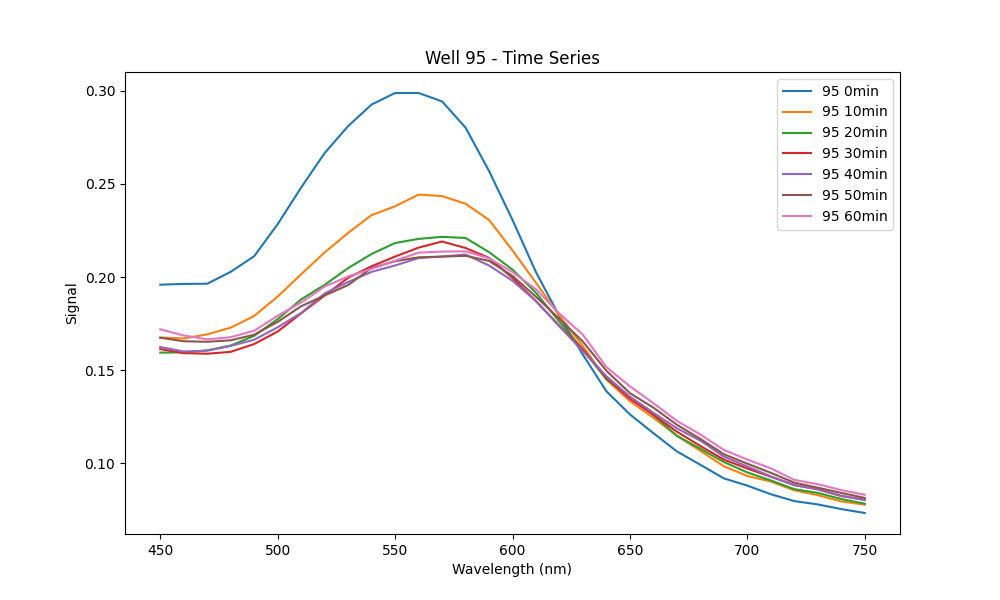 Well 95 - Time Series
Signal
0.30
0.25
0.20
0.15
0.10
95 0min
95 10min
95 20min
95 30min
95 40min
95 50min
95 60min
450 500 550 600 650 700 750
Wavelength (nm)